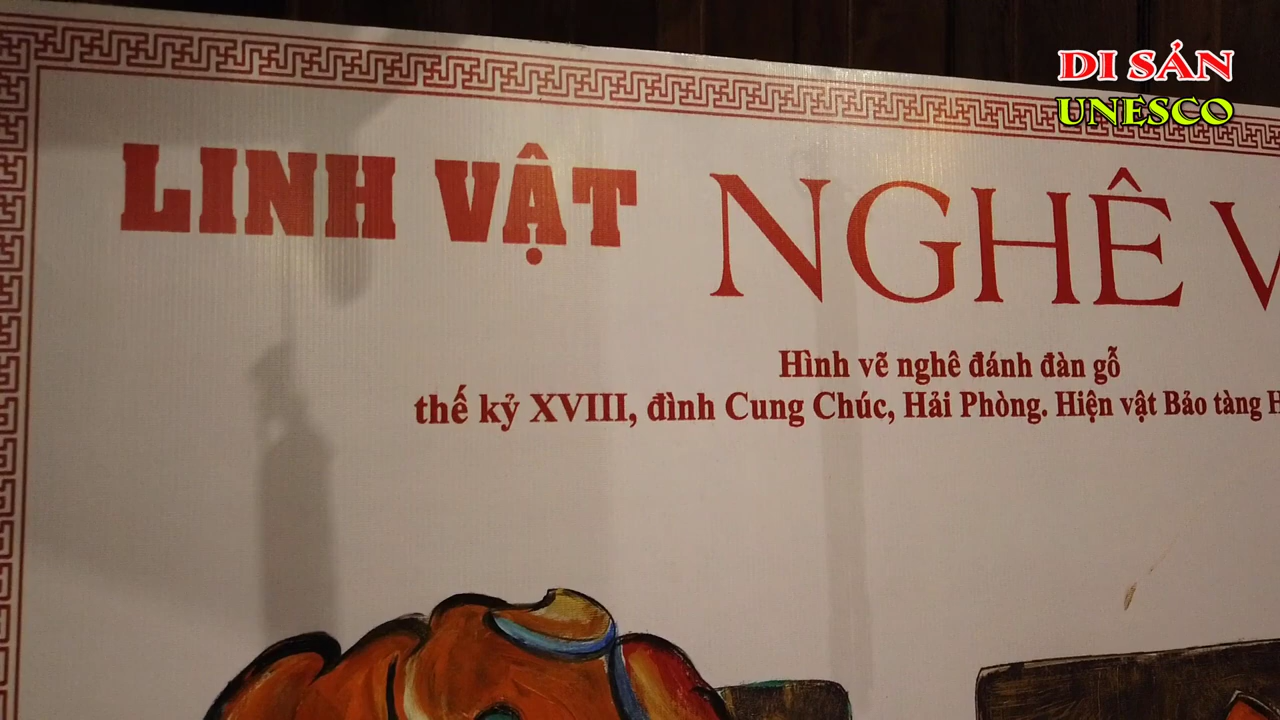 DI SẢN
UNESCO
LINH VẬT NGHÊ
Hình vẽ nghê đánh đàn gỗ
thế kỷ XVIII, đình Cung Chúc, Hải Phòng. Hiện vật Bảo tàng